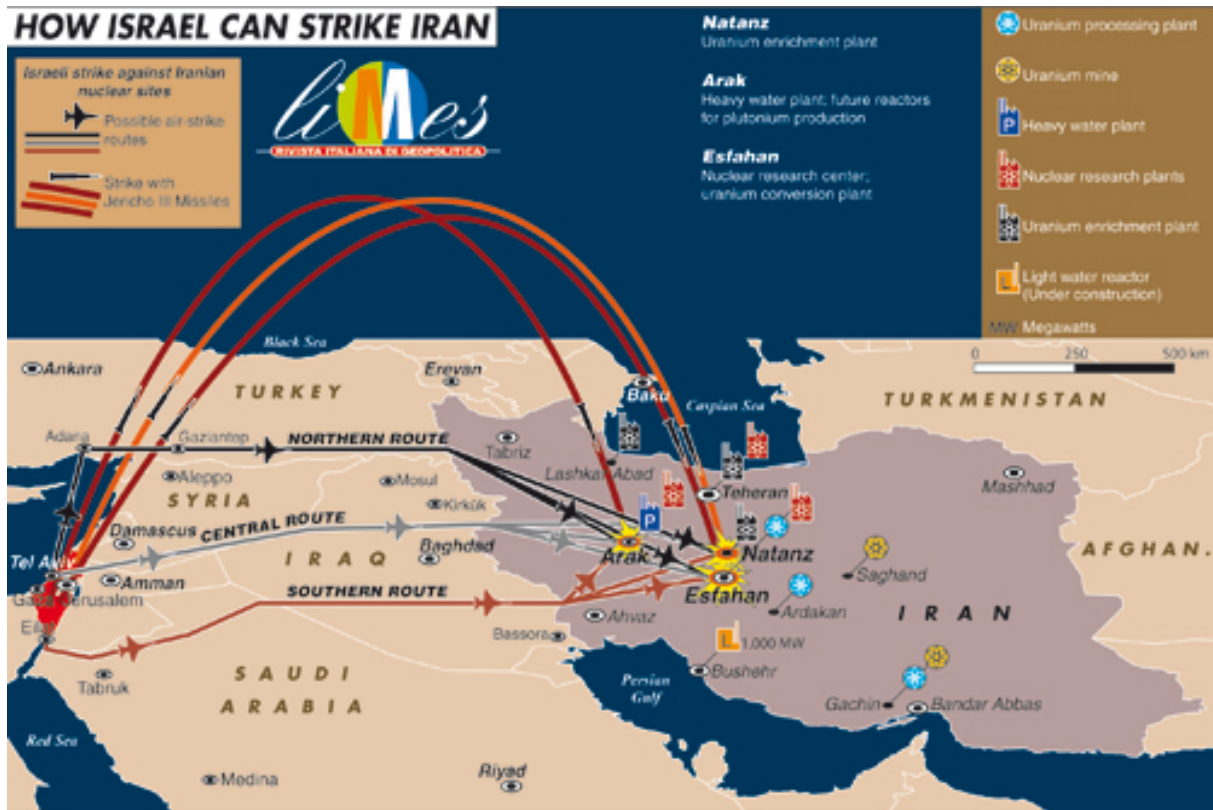 HOW ISRAEL CAN STRIKE IRAN
Israeli strike against Iranian
nuclear sites
Possible air-strike
routes
Strike with
Jericho III Missiles
liMes
RIVISTA ITALIANA DI GEOPOLITICA
Natanz
Uranium enrichment plant
Arak
Heavy water plant; future reactors
for plutonium production
Esfahan
Nuclear research center;
uranium conversion plant
Uranium processing plant
Uranium mine
P
Heavy water plant
Nuclear research plants
Uranium enrichment plant
L
Light water reactor
(Under construction)
MW Megawatts
0 250 500 km
Black Sea
Ankara
Erevan
TURKEY
Baku
Caspian Sea
TURKMENISTAN
Adana
Gaziantop
NORTHERN ROUTE
Tabriz
Lashkar Abad
Aleppo
Mosul
Teheran
Mashhad
SYRIA
Kirkük
P
Damascus
CENTRAL ROUTE
Baghdad
Arak
Natanz
AFGHAN.
Tel Aviv
IRAQ
Saghand
Amman
Esfahan
Gaza
Jerusalem
SOUTHERN ROUTE
Ahvaz
Ardakan
IRAN
Eilat
Bassora
L
1.000 MW
Bushehr
Tabruk
SAUDI
ARABIA
Persian
Gulf
Gachin
Bandar Abbas
Red Sea
Medina
Riyad